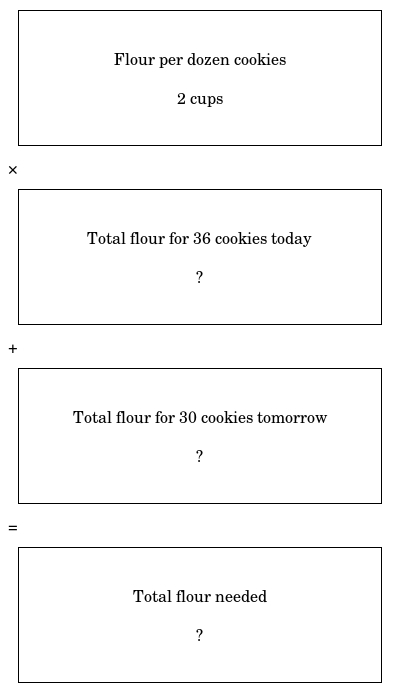 Flour per dozen cookies
2 cups
×
Total flour for 36 cookies today
?
+
Total flour for 30 cookies tomorrow
?
=
Total flour needed
?